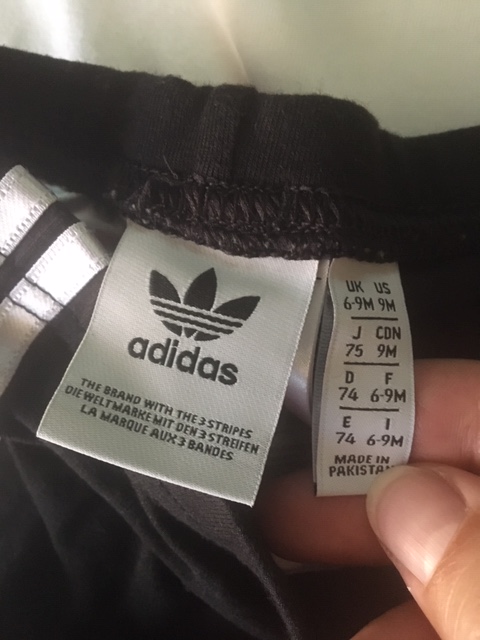 adidas
THE BRAND WITH THE 3 STRIPES
DIE WELTMARKE MIT DEN 3 STREIFEN
LA MARQUE AUX 3 BANDES
UK US
6-9M 9M
J CDN
75 9M
D F
74 6-9M
E I
74 6-9M
MADE IN
PAKISTAN